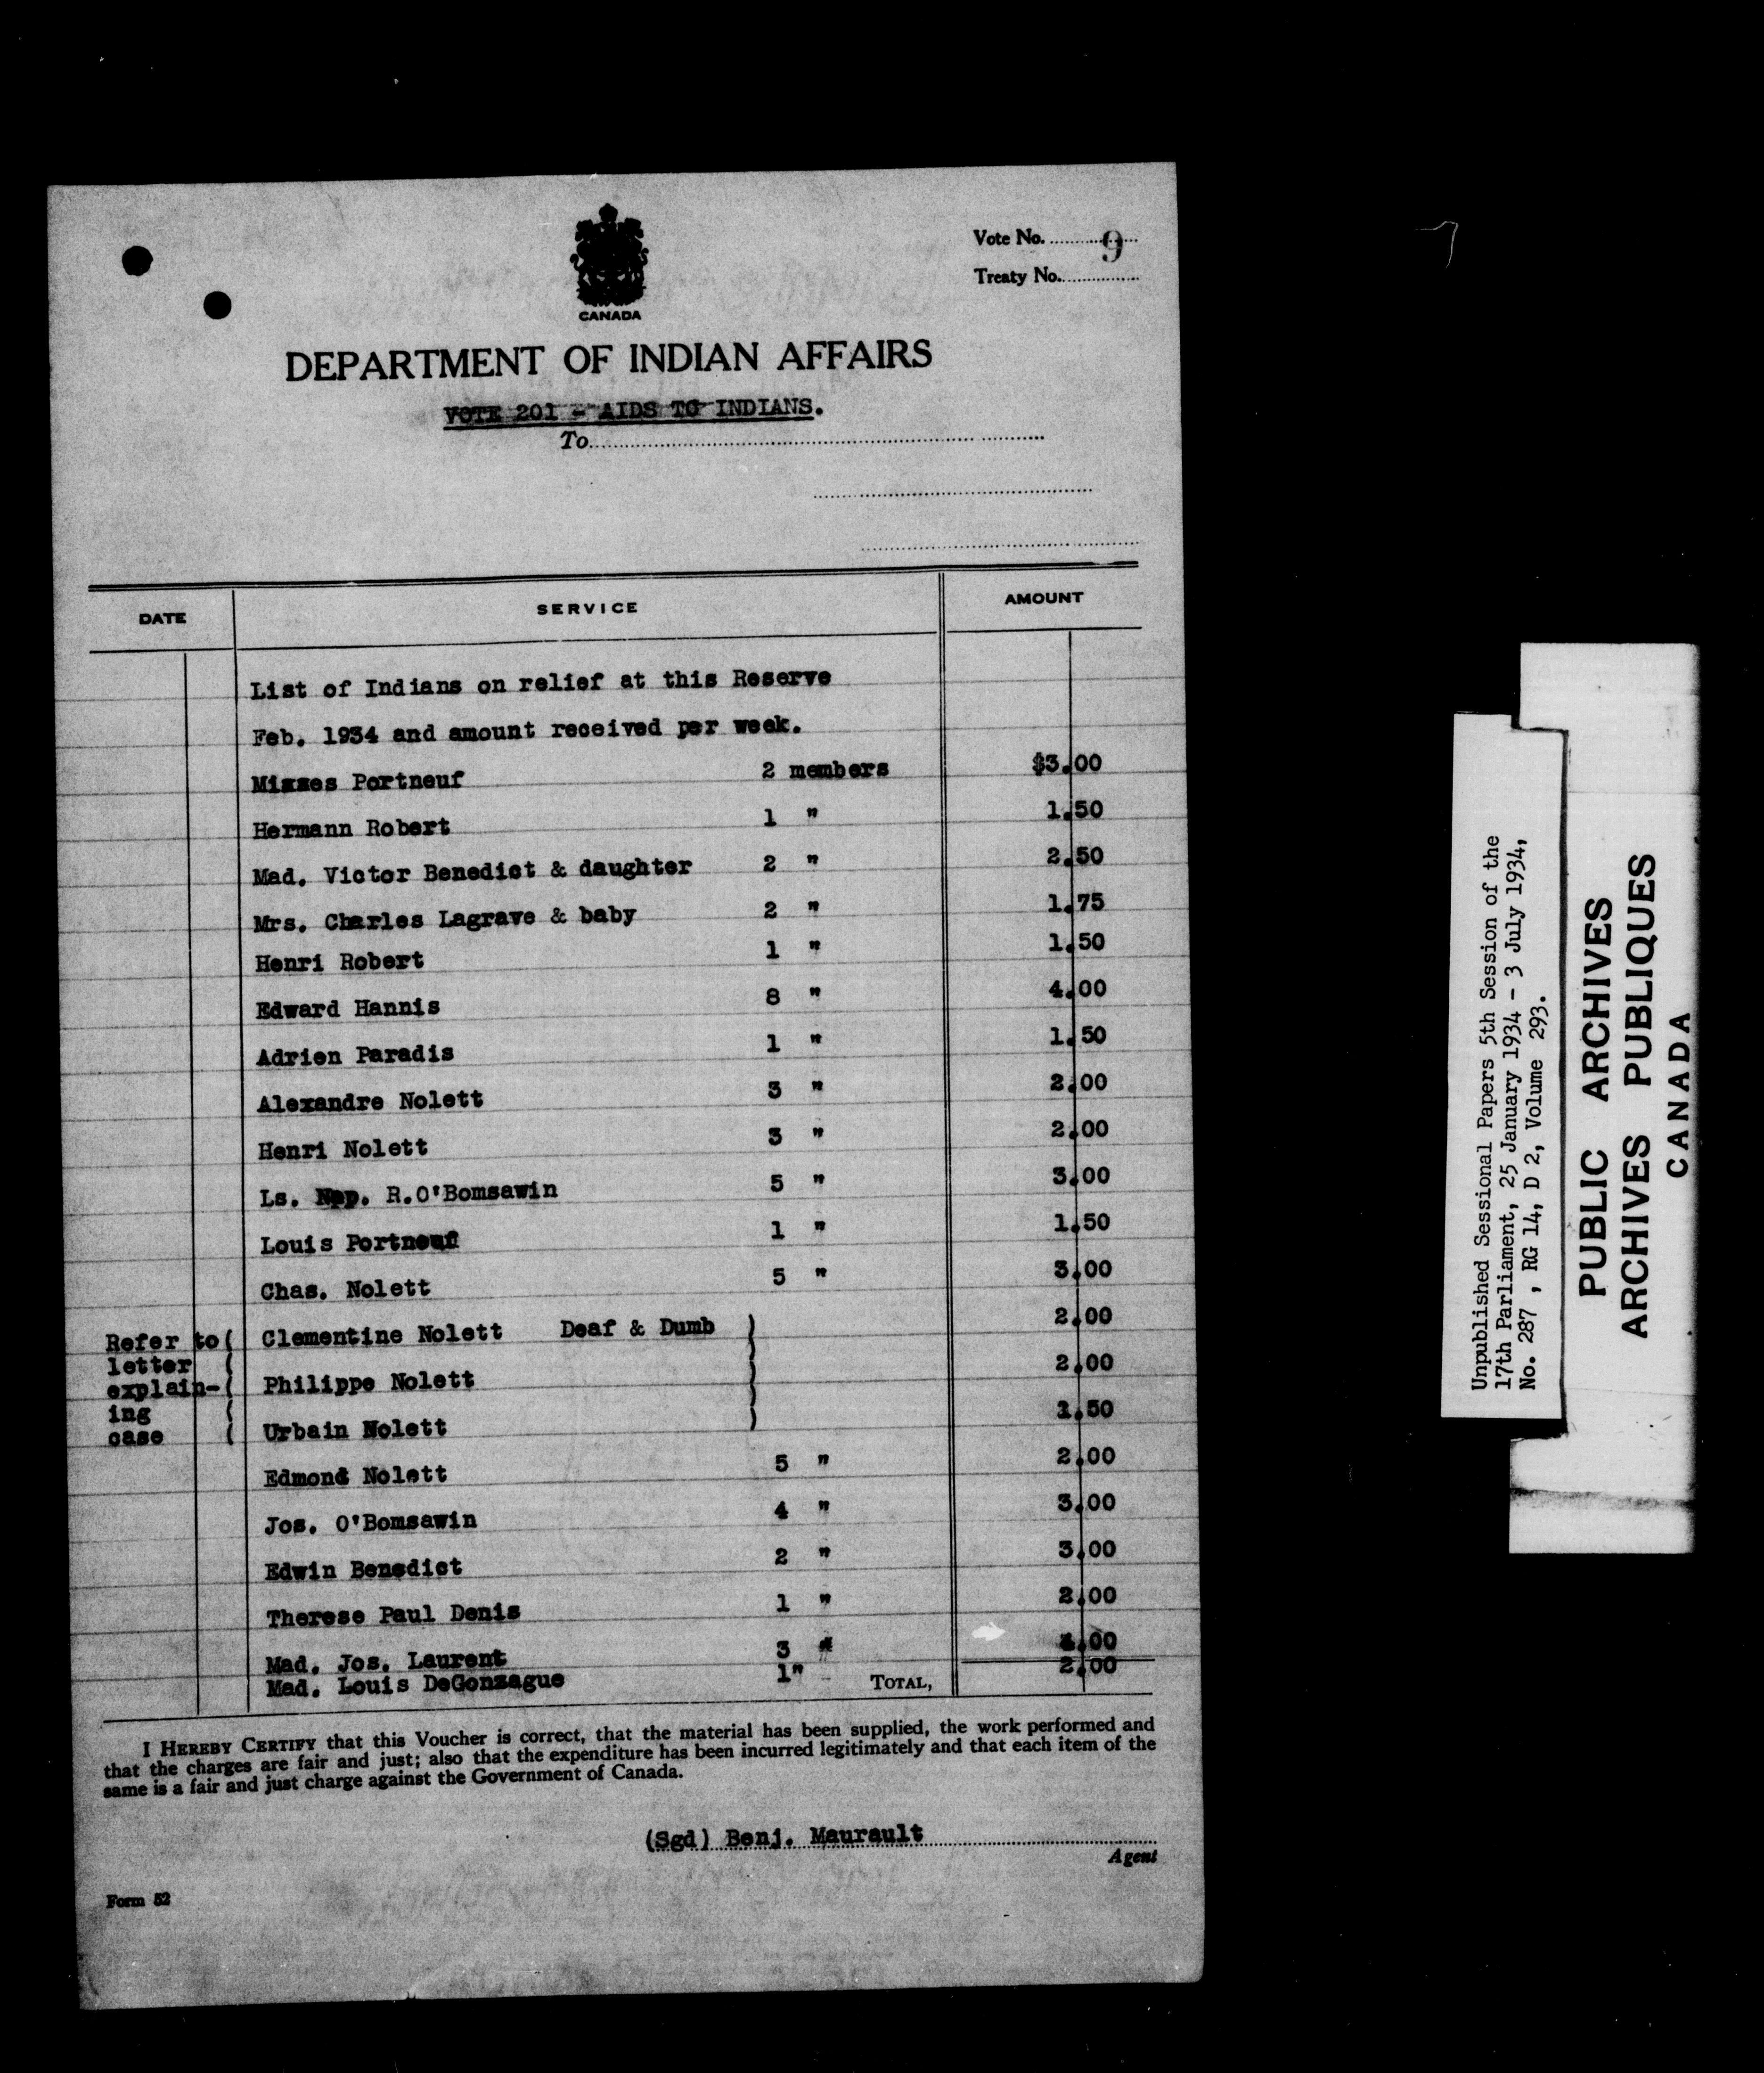 Vote No. 9
Treaty No.
CANADA
DEPARTMENT OF INDIAN AFFAIRS
VOTE 201 - AIDS TO INDIANS.
To
DATE SERVICE AMOUNT
List of Indians on relief at this Reserve
Feb. 1934 and amount received per week.
Misses Portneuf 2 members $3.00
Hermann Robert 1 " 1.50
Mad. Victor Benedict & daughter 2 " 2.50
Mrs. Charles Lagrave & baby 2 " 1.75
Henri Robert 1 " 1.50
Edward Hannis 8 " 4.00
Adrien Paradis 1 " 1.50
Alexandre Nolett 3 " 2.00
Henri Nolett 3 " 2.00
Ls. Nap. R.O'Bomsawin 5 " 3.00
Louis Portneuf 1 " 1.50
Chas. Nolett 5 " 3.00
Refer to ( Clementine Nolett Deaf & Dumb ) 2.00
letter (
explain- ( Philippe Nolett ) 2.00
ing (
case ( Urbain Nolett ) .50
Edmond Nolett 5 " 2.00
Jos. O'Bomsawin 4 " 3.00
Edwin Benedict 2 " 3.00
Therese Paul Denis 1 " 2.00
Mad. Jos. Laurent 3 " .00
Mad. Louis DeGonzague 1" TOTAL, 2.00
I HEREBY CERTIFY that this Voucher is correct, that the material has been supplied, the work performed and
that the charges are fair and just; also that the expenditure has been incurred legitimately and that each item of the
same is a fair and just charge against the Government of Canada.
(Sgd) Benj. Maurault
Agent
Form 52
Unpublished Sessional Papers 5th Session of the
17th Parliament, 25 January 1934 - 3 July 1934,
No. 287 , RG 14, D 2, Volume 293.
PUBLIC ARCHIVES
ARCHIVES PUBLIQUES
CANADA